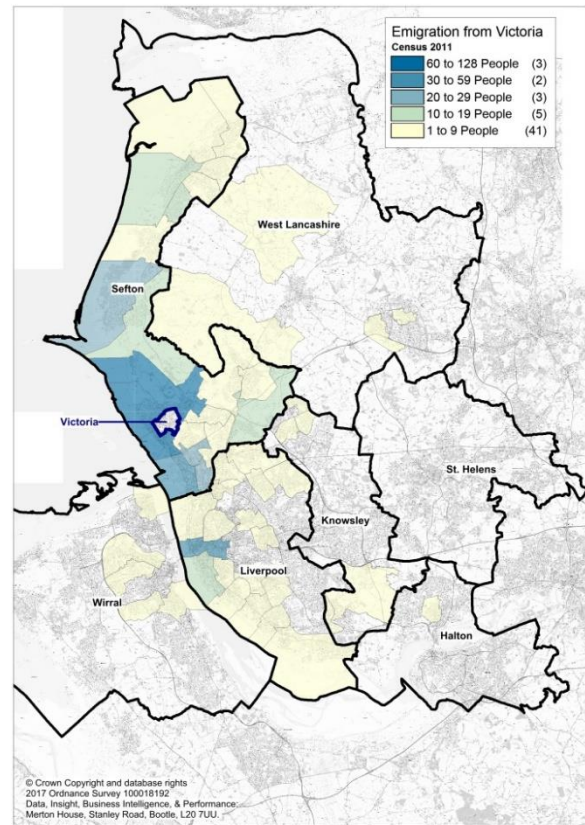 Emigration from Victoria
Census 2011
60 to 128 People (3)
30 to 59 People (2)
20 to 29 People (3)
10 to 19 People (5)
1 to 9 People (41)
West Lancashire
Sefton
Victoria
St. Helens
Knowsley
Liverpool
Wirral
Halton
© Crown Copyright and database rights
2017 Ordnance Survey 100018192
Data, Insight, Business Intelligence, & Performance:
Merton House, Stanley Road, Bootle, L20 7UU.